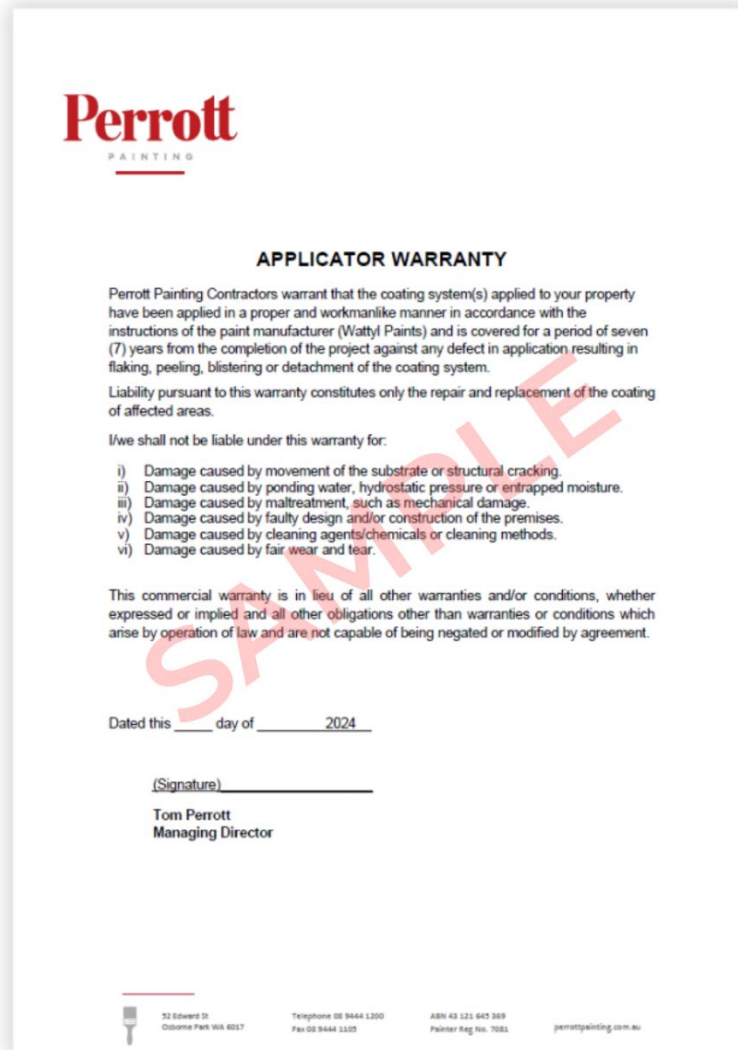 Perrott
PAINTING
APPLICATOR WARRANTY
Perrott Painting Contractors warrant that the coating system(s) applied to your property
have been applied in a proper and workmanlike manner in accordance with the
instructions of the paint manufacturer (Wattyl Paints) and is covered for a period of seven
(7) years from the completion of the project against any defect in application resulting in
flaking, peeling, blistering or detachment of the coating system.
Liability pursuant to this warranty constitutes only the repair and replacement of the coating
of affected areas.
I/we shall not be liable under this warranty for:
i) Damage caused by movement of the substrate or structural cracking.
ii) Damage caused by ponding water, hydrostatic pressure or entrapped moisture.
iii) Damage caused by maltreatment, such as mechanical damage.
iv) Damage caused by faulty design and/or construction of the premises.
v) Damage caused by cleaning agents/chemicals or cleaning methods.
vi) Damage caused by fair wear and tear.
This commercial warranty is in lieu of all other warranties and/or conditions, whether
expressed or implied and all other obligations other than warranties or conditions which
arise by operation of law and are not capable of being negated or modified by agreement.
SAMPLE
Dated this _____ day of _________2024__
(Signature)____________________
Tom Perrott
Managing Director
52 Edward St Telephone 08 9444 1200 ABN 43 121 645 369
Osborne Park WA 6017 Fax 08 9444 1105 Painter Reg No. 7081 perrottpainting.com.au